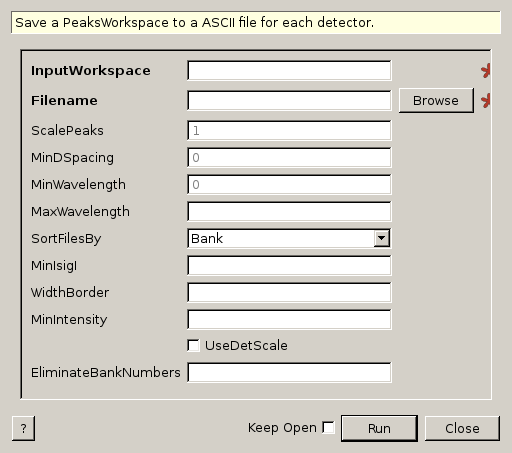 Save a PeaksWorkspace to a ASCII file for each detector.
InputWorkspace
Filename Browse
ScalePeaks 1
MinDSpacing 0
MinWavelength 0
MaxWavelength
SortFilesBy Bank
MinIsigI
WidthBorder
MinIntensity
UseDetScale
EliminateBankNumbers
? Keep Open Run Close